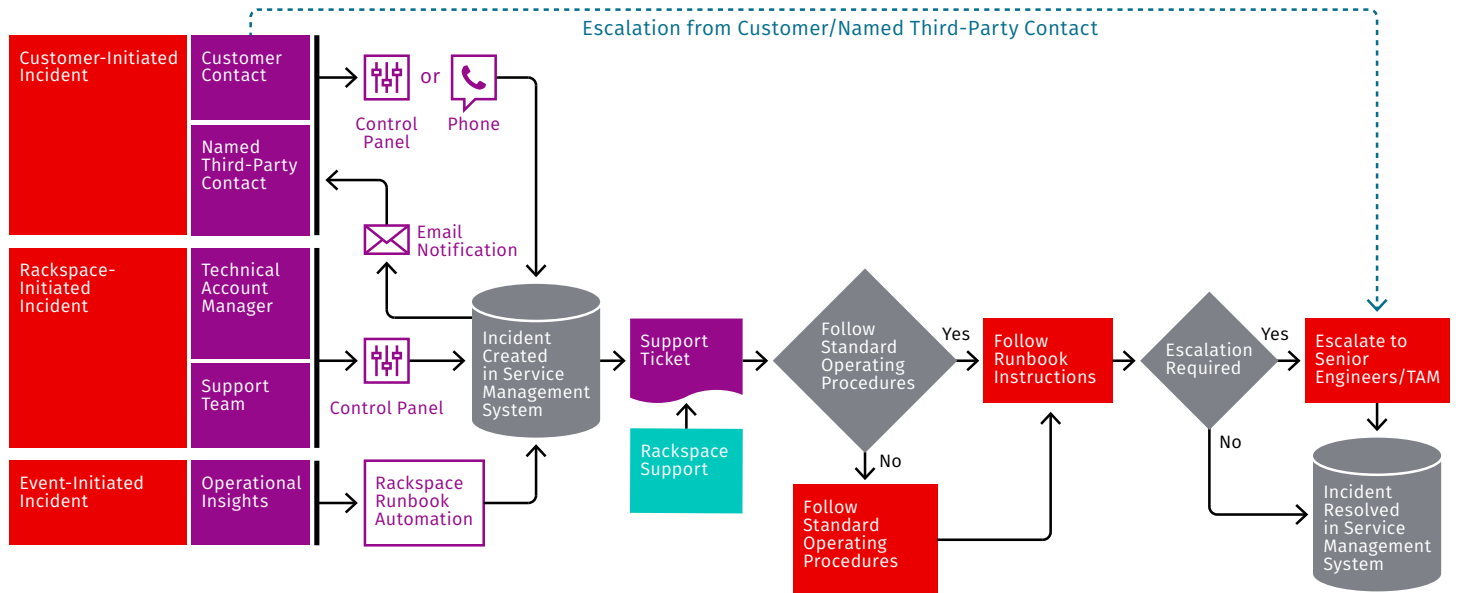 Escalation from Customer/Named Third-Party Contact
Customer-Initiated
Incident
Customer
Contact
or
Control
Panel
Phone
Named
Third-Party
Contact
Email
Notification
Rackspace-
Initiated
Incident
Technical
Account
Manager
Support
Team
Control Panel
Event-Initiated
Incident
Operational
Insights
Rackspace
Runbook
Automation
Incident
Created
in Service
Management
System
Support
Ticket
Rackspace
Support
Follow
Standard
Operating
Procedures
Yes
No
Follow
Standard
Operating
Procedures
Follow
Runbook
Instructions
Escalation
Required
Yes
No
Escalate to
Senior
Engineers/TAM
Incident
Resolved
in Service
Management
System